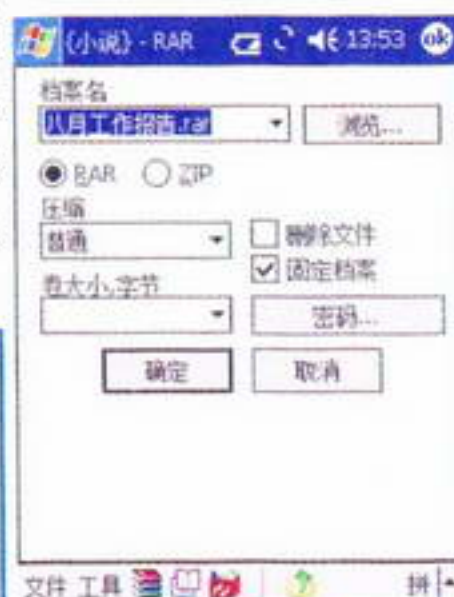 {小说} - RAR 13:53 ok
档案名
八月工作报告.rar 浏览...
RAR ZIP
压缩
普通 删除文件
固定档案
卷大小,字节
密码...
确定 取消
文件 工具 拼